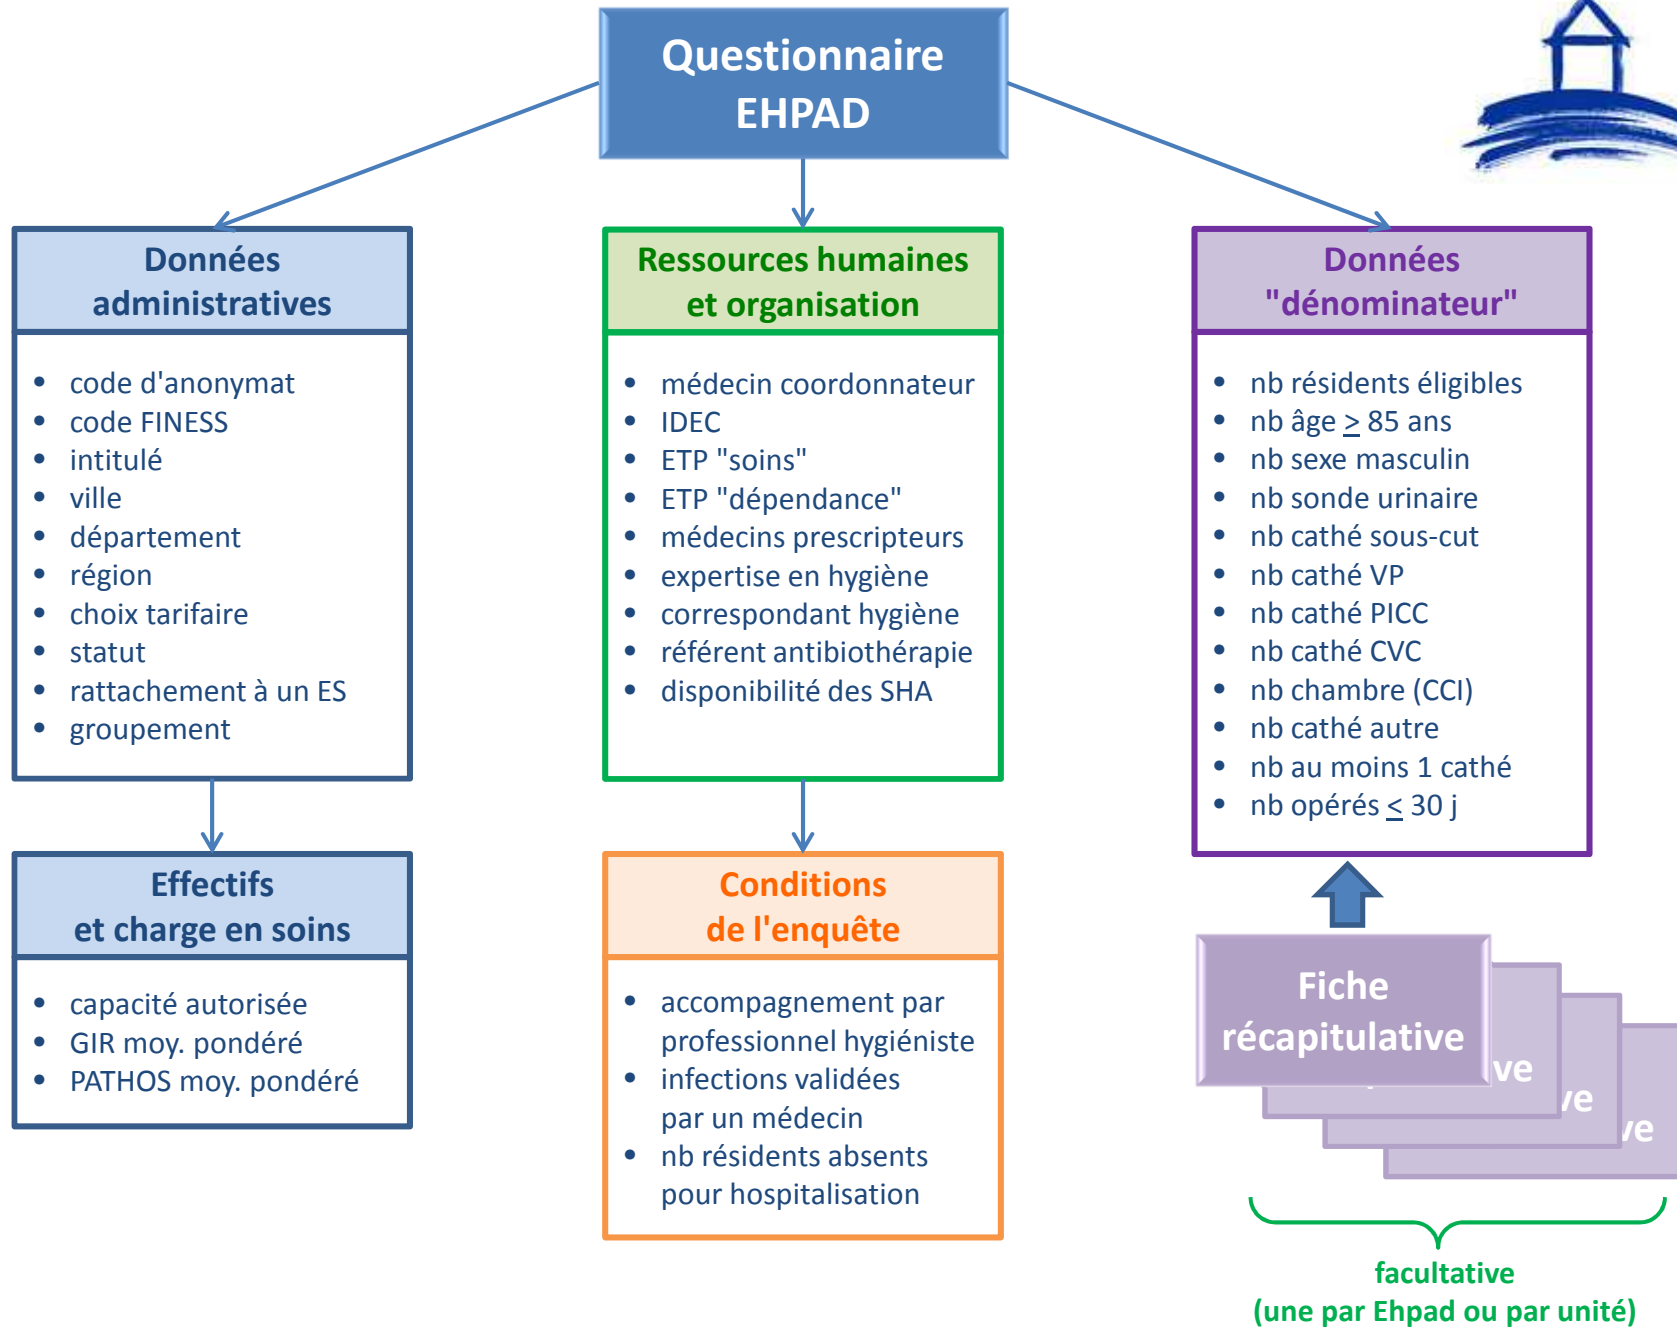 Questionnaire
EHPAD
Données
administratives
• code d'anonymat
• code FINESS
• intitulé
• ville
• département
• région
• choix tarifaire
• statut
• rattachement à un ES
• groupement
Effectifs
et charge en soins
• capacité autorisée
• GIR moy. pondéré
• PATHOS moy. pondéré
Ressources humaines
et organisation
• médecin coordonnateur
• IDEC
• ETP "soins"
• ETP "dépendance"
• médecins prescripteurs
• expertise en hygiène
• correspondant hygiène
• référent antibiothérapie
• disponibilité des SHA
Conditions
de l'enquête
• accompagnement par
professionnel hygiéniste
• infections validées
par un médecin
• nb résidents absents
pour hospitalisation
Données
"dénominateur"
• nb résidents éligibles
• nb âge ≥ 85 ans
• nb sexe masculin
• nb sonde urinaire
• nb cathé sous-cut
• nb cathé VP
• nb cathé PICC
• nb cathé CVC
• nb chambre (CCI)
• nb cathé autre
• nb au moins 1 cathé
• nb opérés ≤ 30 j
Fiche
récapitulative
ve
ve
ve
facultative
(une par Ehpad ou par unité)